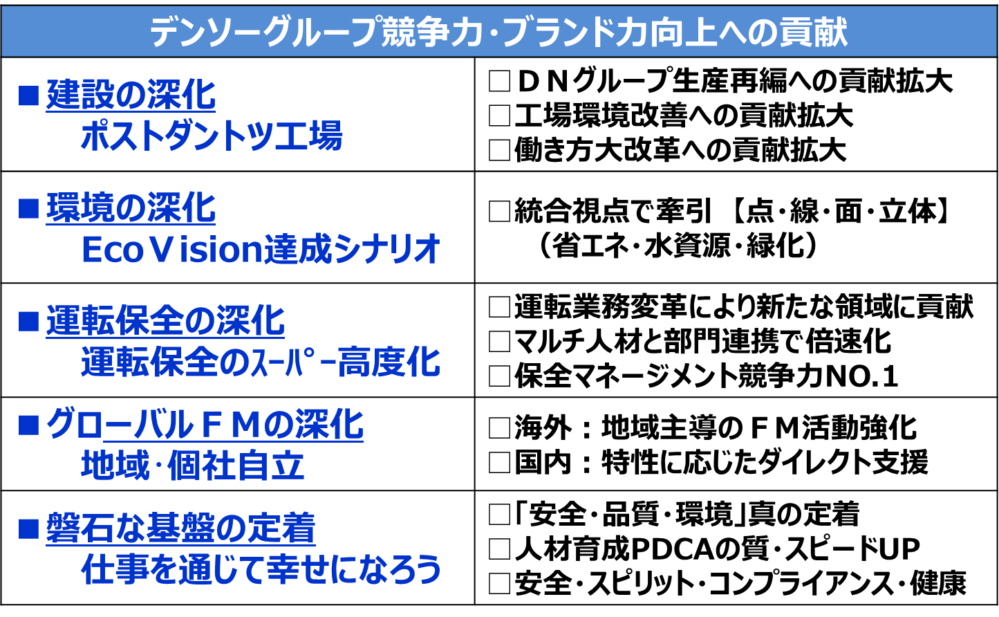 デンソーグループ競争力・ブランド力向上への貢献
■建設の深化
ポストダントツ工場
□ＤＮグループ生産再編への貢献拡大
□工場環境改善への貢献拡大
□働き方大改革への貢献拡大
■環境の深化
EcoＶision達成シナリオ
□統合視点で牽引【点・線・面・立体】
（省エネ・水資源・緑化）
■運転保全の深化
運転保全のｽｰﾊﾟｰ高度化
□運転業務変革により新たな領域に貢献
□マルチ人材と部門連携で倍速化
□保全マネージメント競争力NO.1
■グローバルＦＭの深化
地域・個社自立
□海外：地域主導のＦＭ活動強化
□国内：特性に応じたダイレクト支援
■磐石な基盤の定着
仕事を通じて幸せになろう
□「安全・品質・環境」真の定着
□人材育成PDCAの質・スピードUP
□安全・スピリット・コンプライアンス・健康